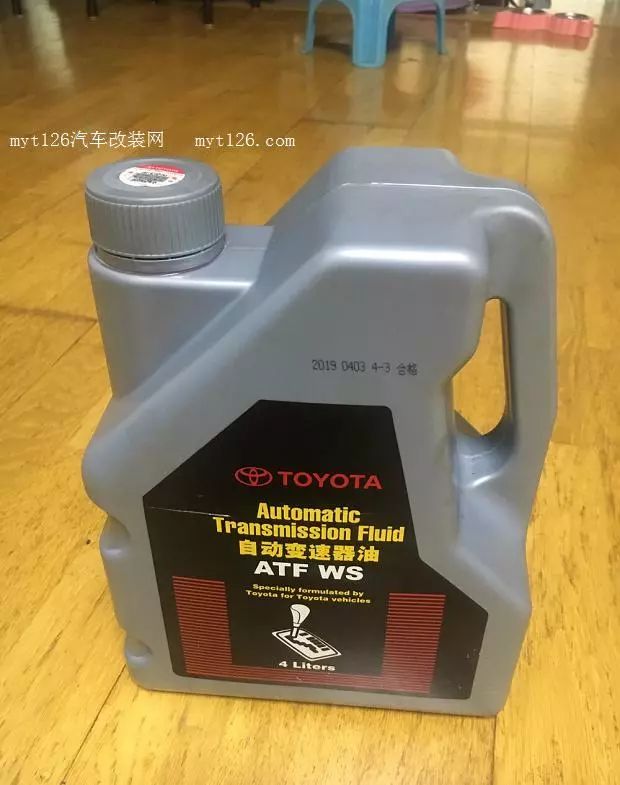 myt126汽车改装网 myt126.com
TOYOTA
2019 0403 4-3 合格
TOYOTA
Automatic
Transmission Fluid
自动变速器油
ATF WS
Specially formulated by
Toyota for Toyota vehicles
4 Liters